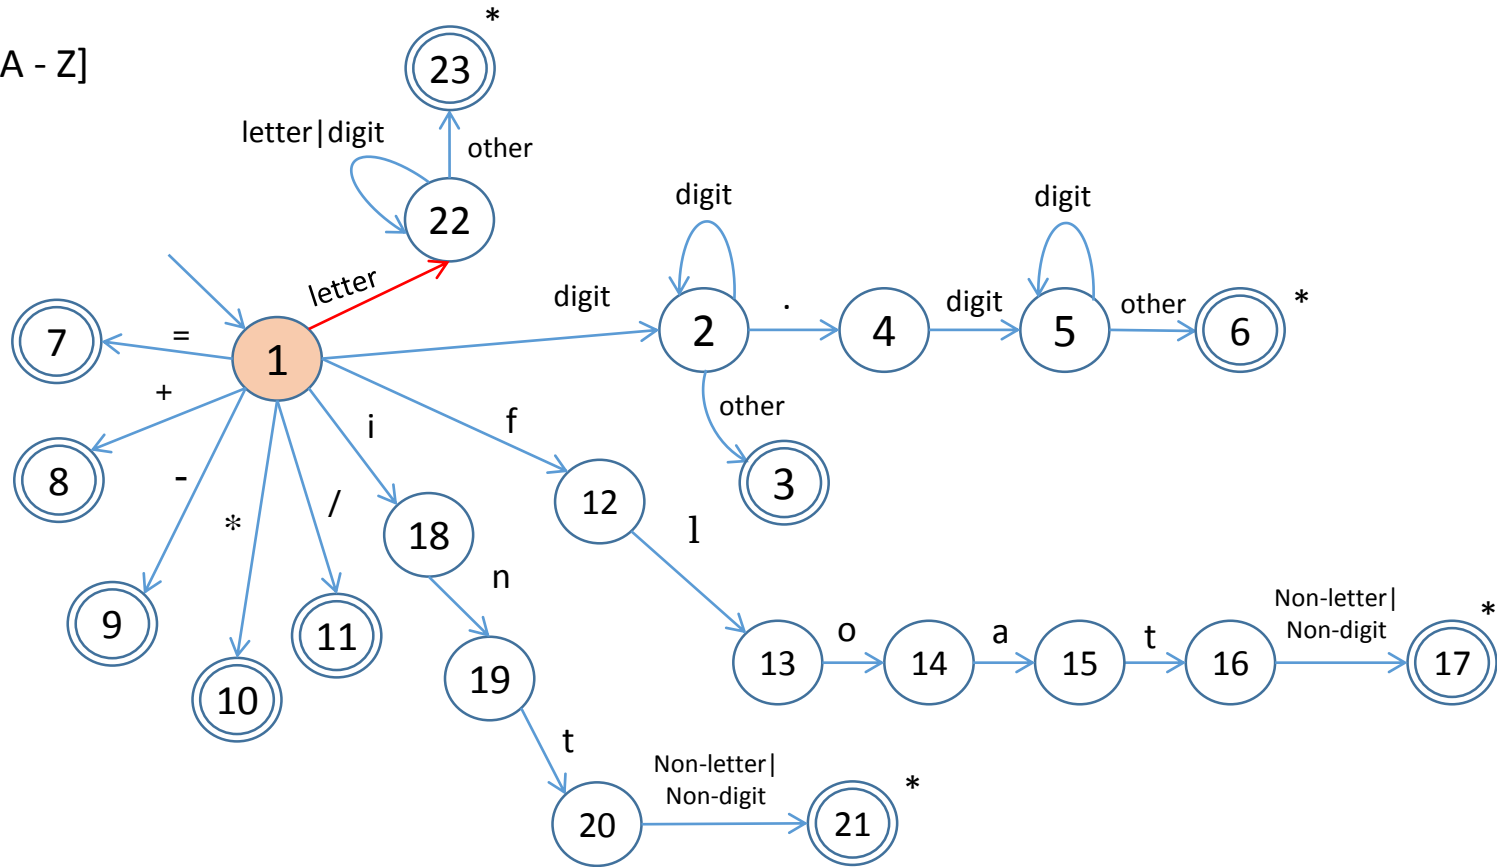 *
23
A - Z]
letter|digit
other
22
digit
digit
letter
digit
.
digit
other
*
7
=
1
2
4
5
6
+
f
other
i
8
-
12
3
*
/
18
l
n
9
11
Non-letter|
Non-digit
*
13
o
14
a
15
t
16
17
19
10
t
Non-letter|
Non-digit
*
20
21